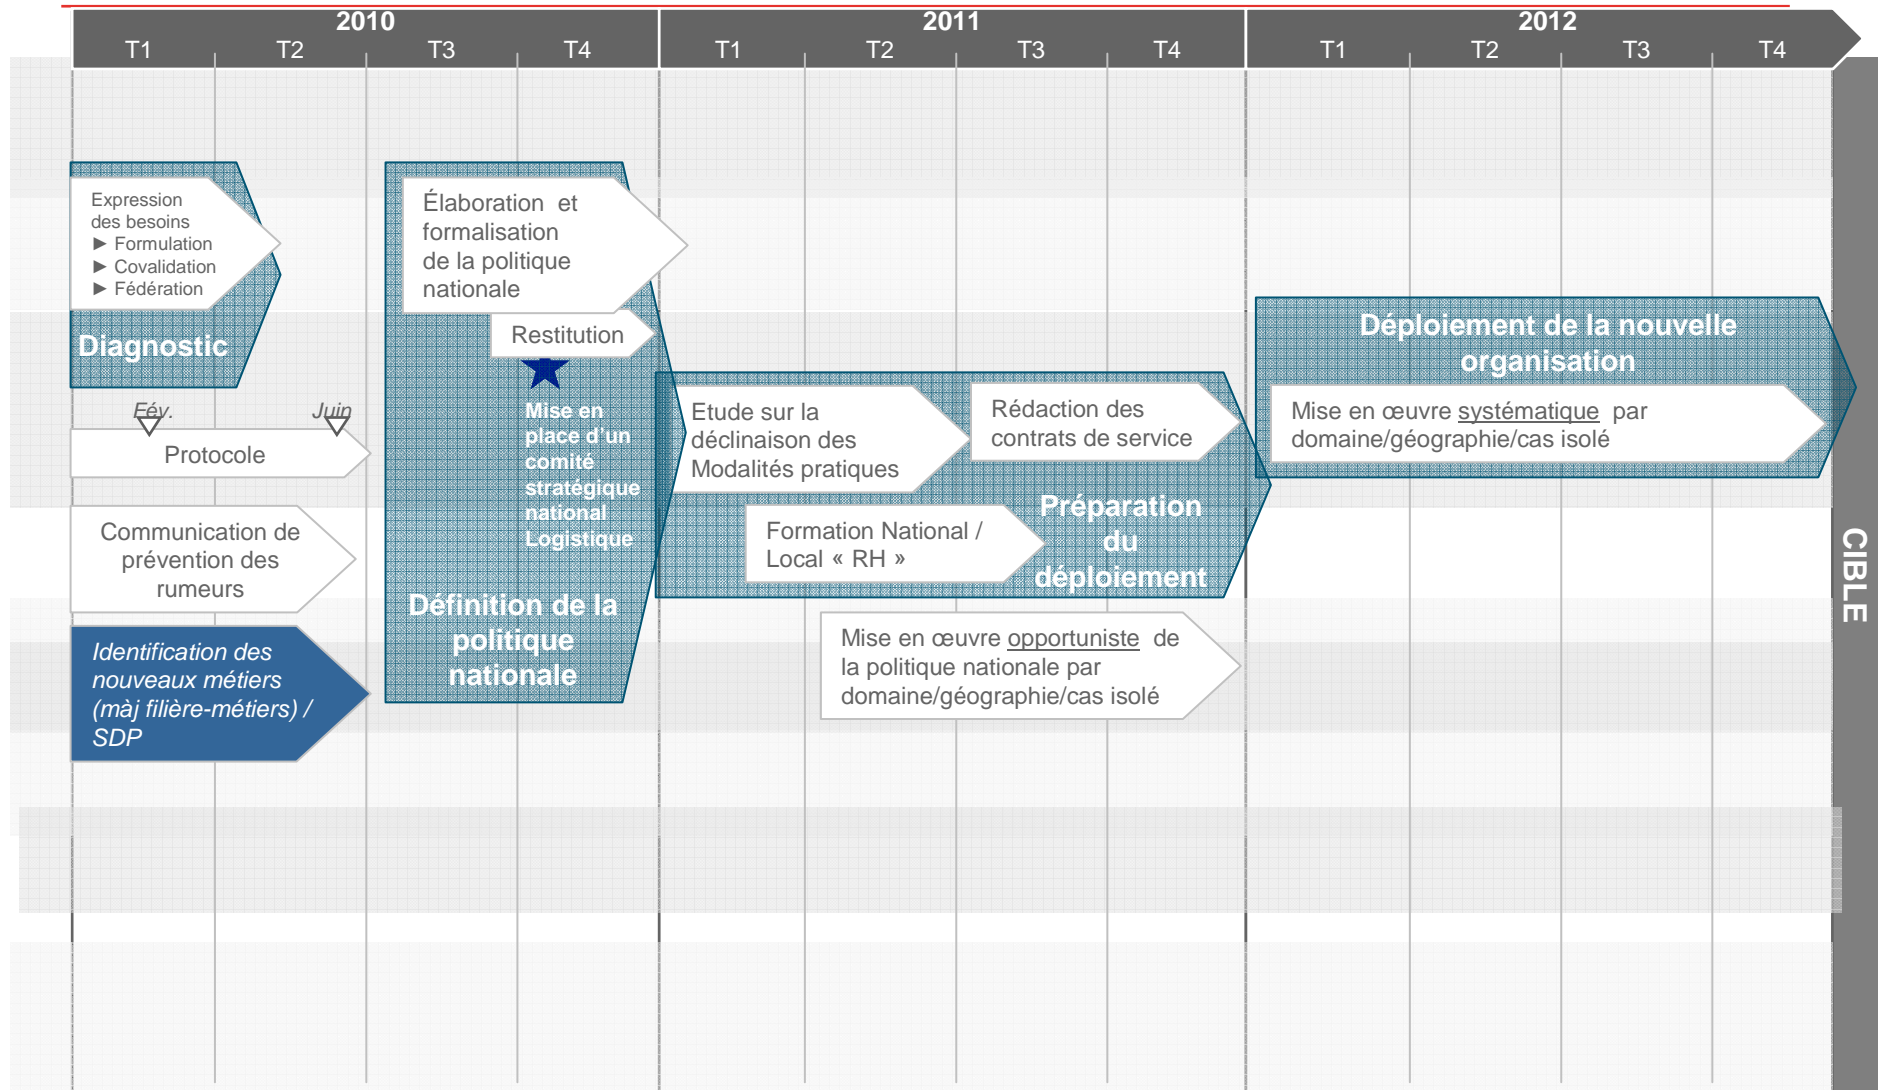 2010
2011
2012
T1
T2
T3
T4
T1
T2
T3
T4
T1
T2
T3
T4
Expression
des besoins
► Formulation
► Covalidation
► Fédération
Diagnostic
Fév.
Juin
Protocole
Communication de
prévention des
rumeurs
Identification des
nouveaux métiers
(màj filière-métiers) /
SDP
Élaboration et
formalisation
de la politique
nationale
Restitution
Mise en
place d’un
comité
stratégique
national
Logistique
Définition de la
politique
nationale
Etude sur la
déclinaison des
Modalités pratiques
Rédaction des
contrats de service
Formation National /
Local « RH »
Préparation
du
déploiement
Mise en œuvre opportuniste de
la politique nationale par
domaine/géographie/cas isolé
Déploiement de la nouvelle
organisation
Mise en œuvre systématique par
domaine/géographie/cas isolé
CIBLE